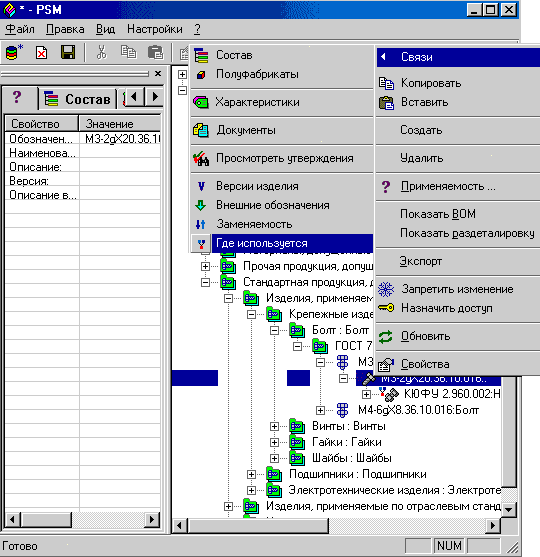 * - PSM
Файл Правка Вид Настройки ?
? Состав
Свойство Значение
Обозначен... М3-2gX20.36.10
Наименова...
Описание:
Версия:
Описание в...
Состав
Полуфабрикаты
Характеристики
Документы
Просмотреть утверждения
Версии изделия
Внешние обозначения
Заменяемость
Где используется
Связи
Копировать
Вставить
Создать
Удалить
? Применяемость ...
Показать BOM
Показать раздеталировку
Экспорт
Запретить изменение
Назначить доступ
Обновить
Свойства
Прочая продукция, допуш
Стандартная продукция, д
Изделия, применяем
Крепежные изде
Болт : Болт
ГОСТ 7
М3
М3-2gX20.36.10.016:.
КЮФУ 2.960.002:Н
М4-6gX8.36.10.016:Болт
Винты : Винты
Гайки : Гайки
Шайбы : Шайбы
Подшипники : Подшипники
Электротехнические изделия : Электроте
Изделия, применяемые по отраслевым станд
Готово
NUM